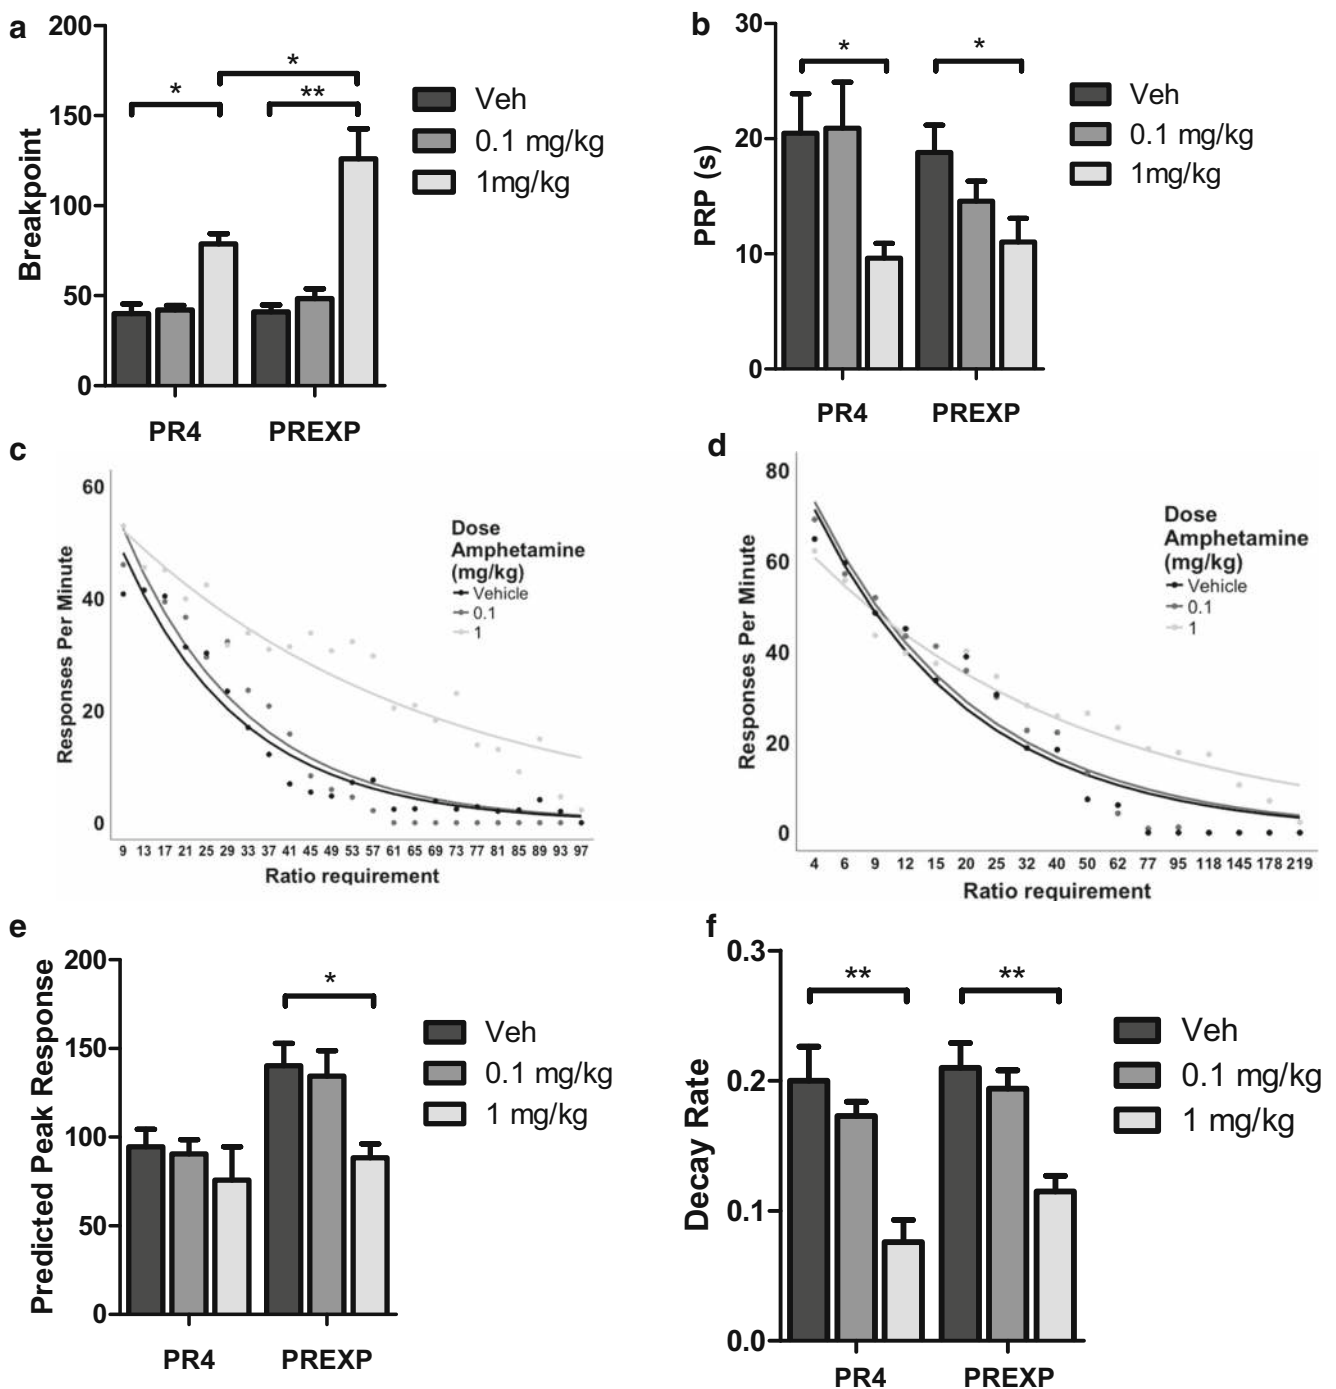 a
200
150
100
50
0
Breakpoint
*
*
**
Veh
0.1 mg/kg
1mg/kg
PR4
PREXP
b
30
20
10
0
PRP (s)
*
*
Veh
0.1 mg/kg
1mg/kg
PR4
PREXP
c
60
40
20
0
Responses Per Minute
Dose
Amphetamine
(mg/kg)
Vehicle
0.1
1
9 13 17 21 25 29 33 37 41 45 49 53 57 61 65 69 73 77 81 85 89 93 97
Ratio requirement
d
80
60
40
20
0
Responses Per Minute
Dose
Amphetamine
(mg/kg)
Vehicle
0.1
1
4 6 9 12 15 20 25 32 40 50 62 77 95 118 145 178 219
Ratio requirement
e
200
150
100
50
0
Predicted Peak Response
*
Veh
0.1 mg/kg
1 mg/kg
PR4
PREXP
f
0.3
0.2
0.1
0.0
Decay Rate
**
**
Veh
0.1 mg/kg
1 mg/kg
PR4
PREXP